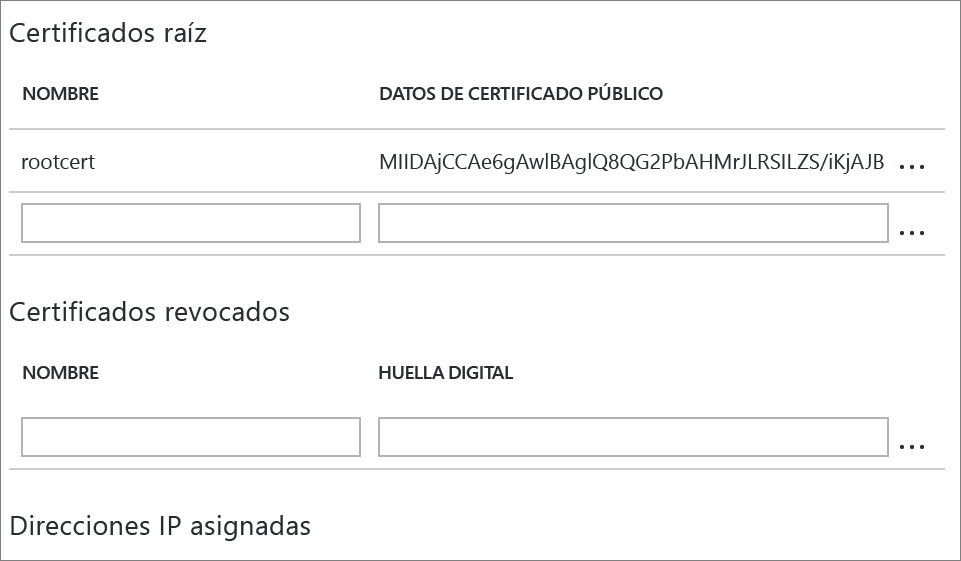 Certificados raíz
NOMBRE DATOS DE CERTIFICADO PÚBLICO
rootcert MIIDAjCCAe6gAwlBAglQ8QG2PbAHMrJLRSILZS/iKjAJB ...
...
Certificados revocados
NOMBRE HUELLA DIGITAL
...
Direcciones IP asignadas